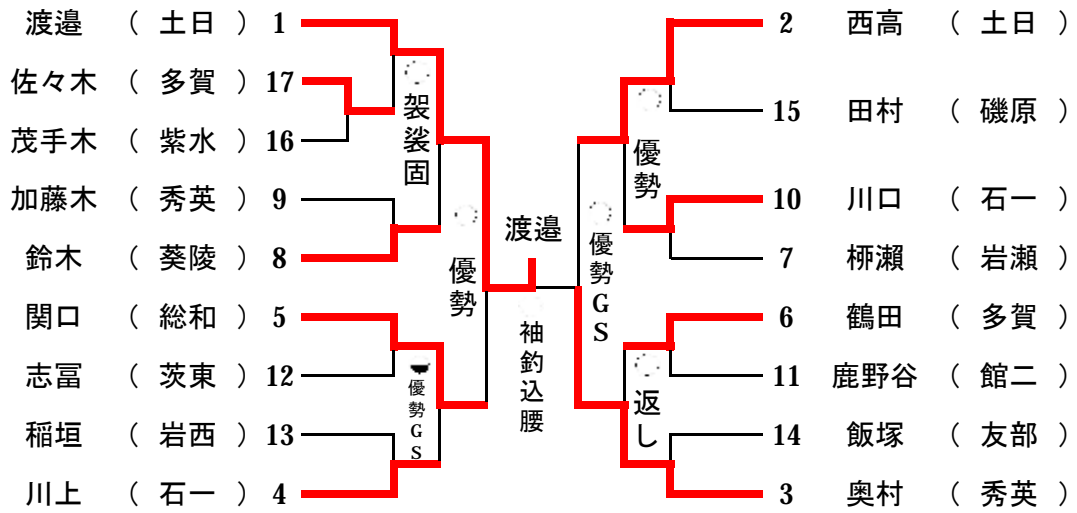 渡邉 （ 土日 ） 1
佐々木 （ 多賀 ） 17
茂手木 （ 紫水 ） 16
加藤木 （ 秀英 ） 9
鈴木 （ 葵陵 ） 8
関口 （ 総和 ） 5
志冨 （ 茨東 ） 12
稲垣 （ 岩西 ） 13
川上 （ 石一 ） 4
袈裟固
優勢GS
優勢
渡邉
袖釣込腰
優勢GS
優勢
返し
2 西高 （ 土日 ）
15 田村 （ 磯原 ）
10 川口 （ 石一 ）
7 栁瀨 （ 岩瀬 ）
6 鶴田 （ 多賀 ）
11 鹿野谷 （ 館二 ）
14 飯塚 （ 友部 ）
3 奥村 （ 秀英 ）